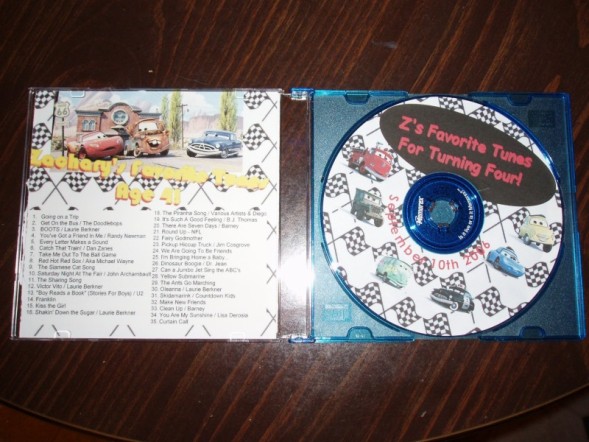 66
Zachary's Favorite Tunes
Age 4!
1. Going on a Trip
2. Get On the Bus / The Doodlebops
3. BOOTS / Laurie Berkner
4. You've Got a Friend in Me / Randy Newman
5. Every Letter Makes a Sound
6. Catch That Train! / Dan Zanes
7. Take Me Out To The Ball Game
8. Red Hot Red Sox / Aka Michael Wayne
9. The Siamese Cat Song
10. Saturday Night At The Fair / John Archambault
11. The Shaking Song
12. Victor Vito / Laurie Berkner
13. "Boy Reads a Book" (Stories For Boys) / U2
14. Franklin
15. Kiss the Girl
16. Shakin' Down the Sugar / Laurie Berkner
18. The Piranha Song / Various Artists & Diego
19. It's Such A Good Feeling / B.J. Thomas
20. There Are Seven Days / Barney
21. Round Up - NFL
22. Fairy Godmother
23. Pickup Hiccup Truck / Jim Cosgrove
24. We Are Going To Be Friends
25. I'm Bringing Home a Baby
26. Dinosaur Boogie / Dr. Jean
27. Can a Jumbo Jet Sing the ABC's
28. Yellow Submarine
29. The Ants Go Marching
30. / Laurie Berkner
31. / Countdown Kids
32. Make New Friends
33. Clean Up / Barney
34. You Are My Sunshine / Lisa
35. Curtain Call
Z's Favorite Tunes
For Turning Four!
September 10th 2006